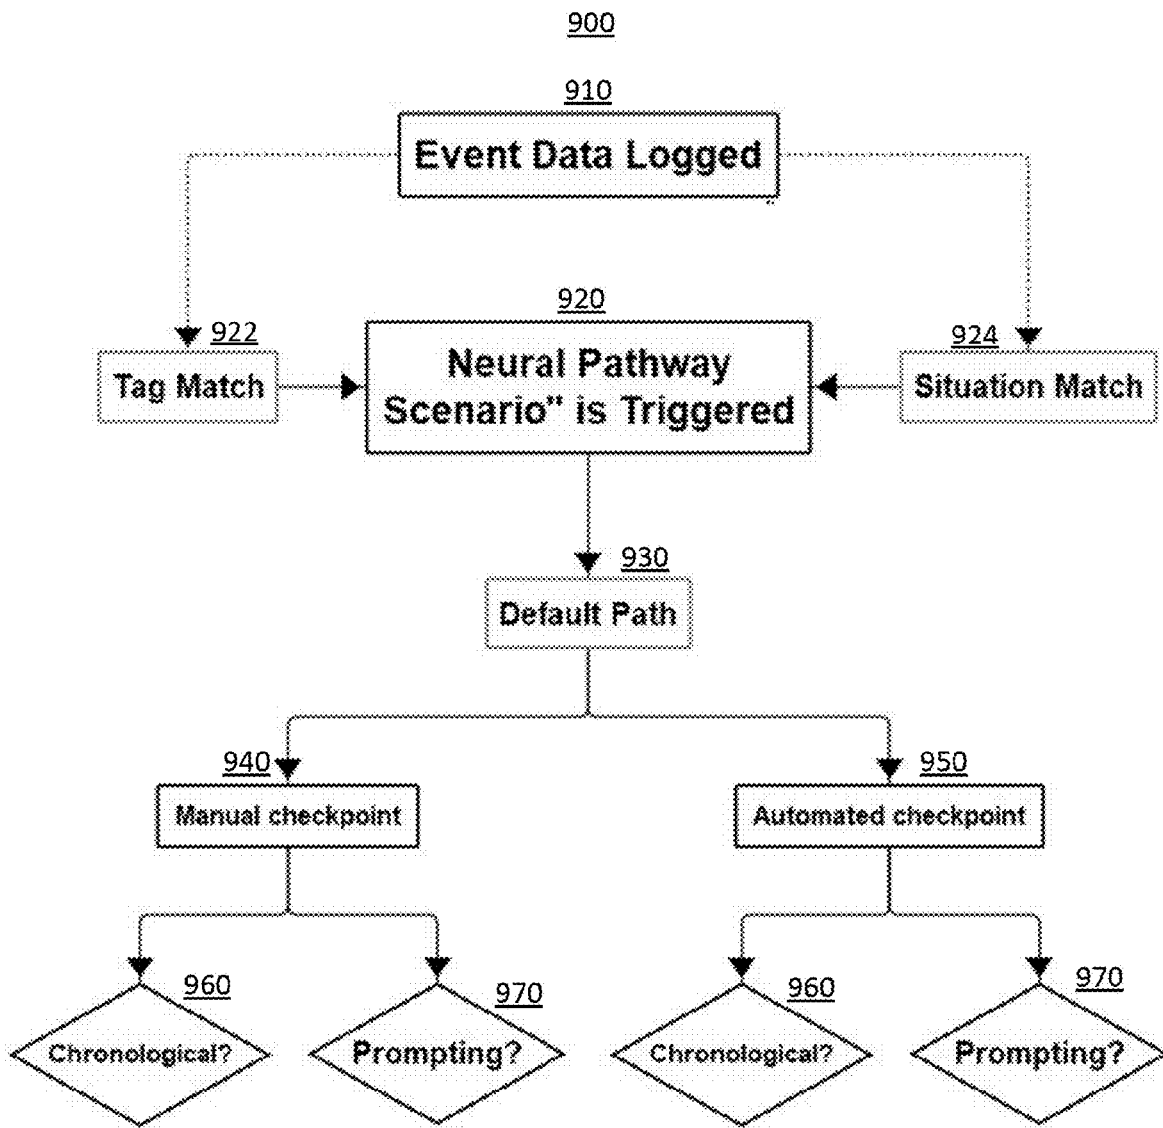 900
910
Event Data Logged
920
922
924
Neural Pathway
Scenario" is Triggered
Tag Match
Situation Match
930
Default Path
940
950
Manual checkpoint
Automated checkpoint
960
970
960
970
Chronological?
Prompting?
Chronological?
Prompting?